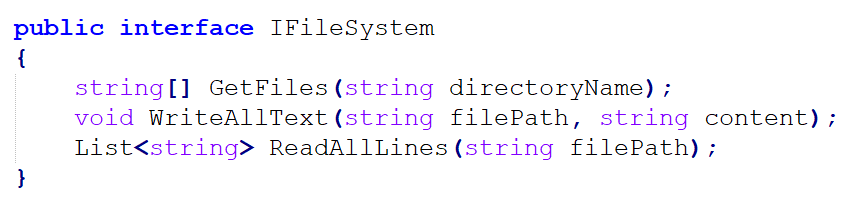 public interface IFileSystem
{
    string[] GetFiles(string directoryName);
    void WriteAllText(string filePath, string content);
    List<string> ReadAllLines(string filePath);
}